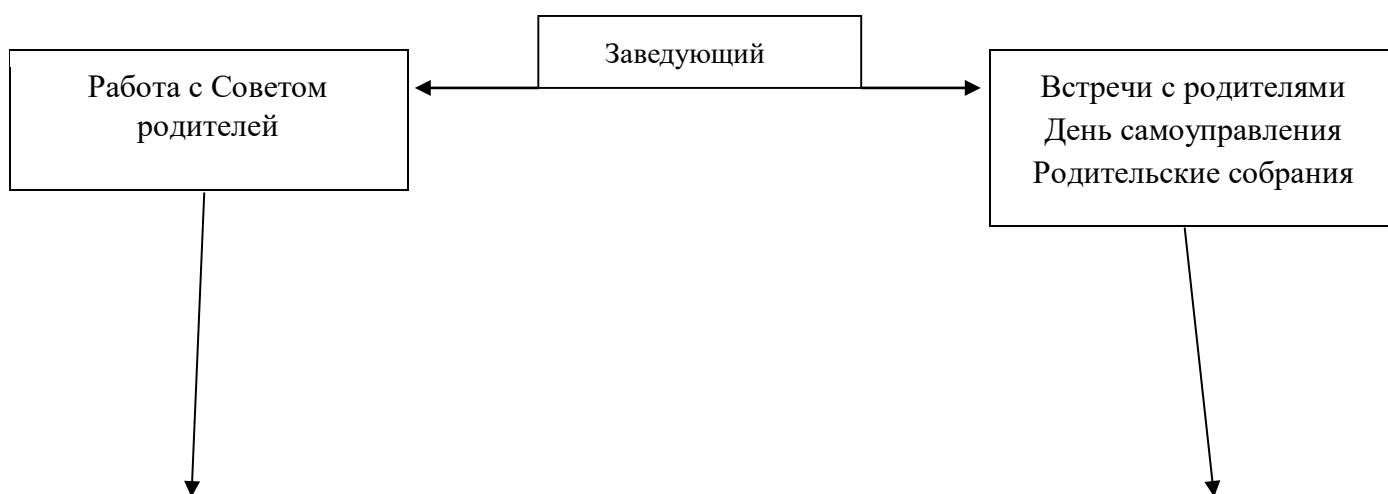 Заведующий
Работа с Советом
родителей
Встречи с родителями
День самоуправления
Родительские собрания